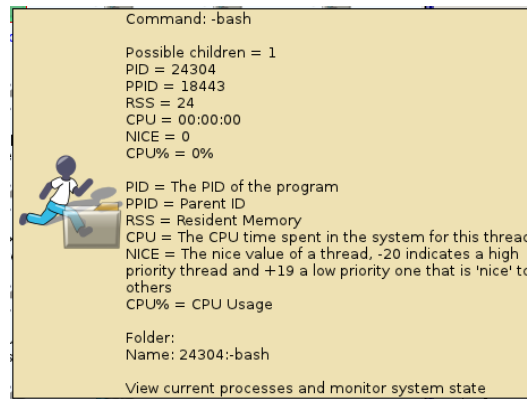 Command: -bash
Possible children = 1
PID = 24304
PPID = 18443
RSS = 24
CPU = 00:00:00
NICE = 0
CPU% = 0%
PID = The PID of the program
PPID = Parent ID
RSS = Resident Memory
CPU = The CPU time spent in the system for this thread
NICE = The nice value of a thread, -20 indicates a high
priority thread and +19 a low priority one that is 'nice' to
others
CPU% = CPU Usage
Folder:
Name: 24304:-bash
View current processes and monitor system state